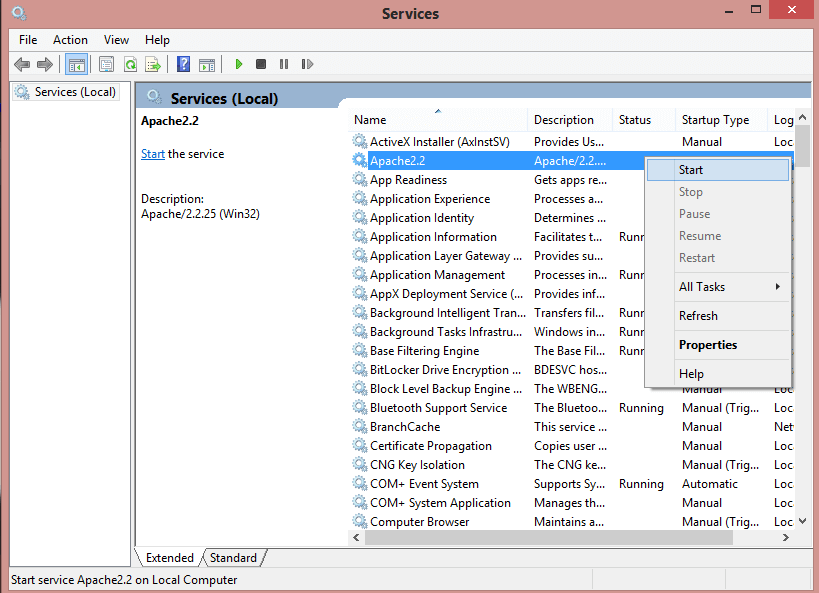 Services
File Action View Help
Services (Local)
Services (Local)
Apache2.2
Start the service
Description:
Apache/2.2.25 (Win32)
Name Description Status Startup Type Log
ActiveX Installer (AxInstSV) Provides Us... Manual Loc
Apache2.2 Apache/2.2....
App Readiness Gets apps re...
Application Experience Processes a...
Application Identity Determines ...
Application Information Facilitates t... Runn
Application Layer Gateway ... Provides su...
Application Management Processes in... Runn
AppX Deployment Service (... Provides inf...
Background Intelligent Tran... Transfers fil... Runn
Background Tasks Infrastru... Windows in... Runn
Base Filtering Engine The Base Fil... Runn
BitLocker Drive Encryption ... BDESVC hos...
Block Level Backup Engine ... The WBENG... Manual Loc
Bluetooth Support Service The Bluetoo... Running Manual (Trig... Loc
BranchCache This service ... Manual Net
Certificate Propagation Copies user ... Manual Loc
CNG Key Isolation The CNG ke... Manual (Trig... Loc
COM+ Event System Supports Sy... Running Automatic Loc
COM+ System Application Manages th... Manual Loc
Computer Browser Maintains a... Manual (Trig... Loc
Start
Stop
Pause
Resume
Restart
All Tasks
Refresh
Properties
Help
Extended Standard
Start service Apache2.2 on Local Computer